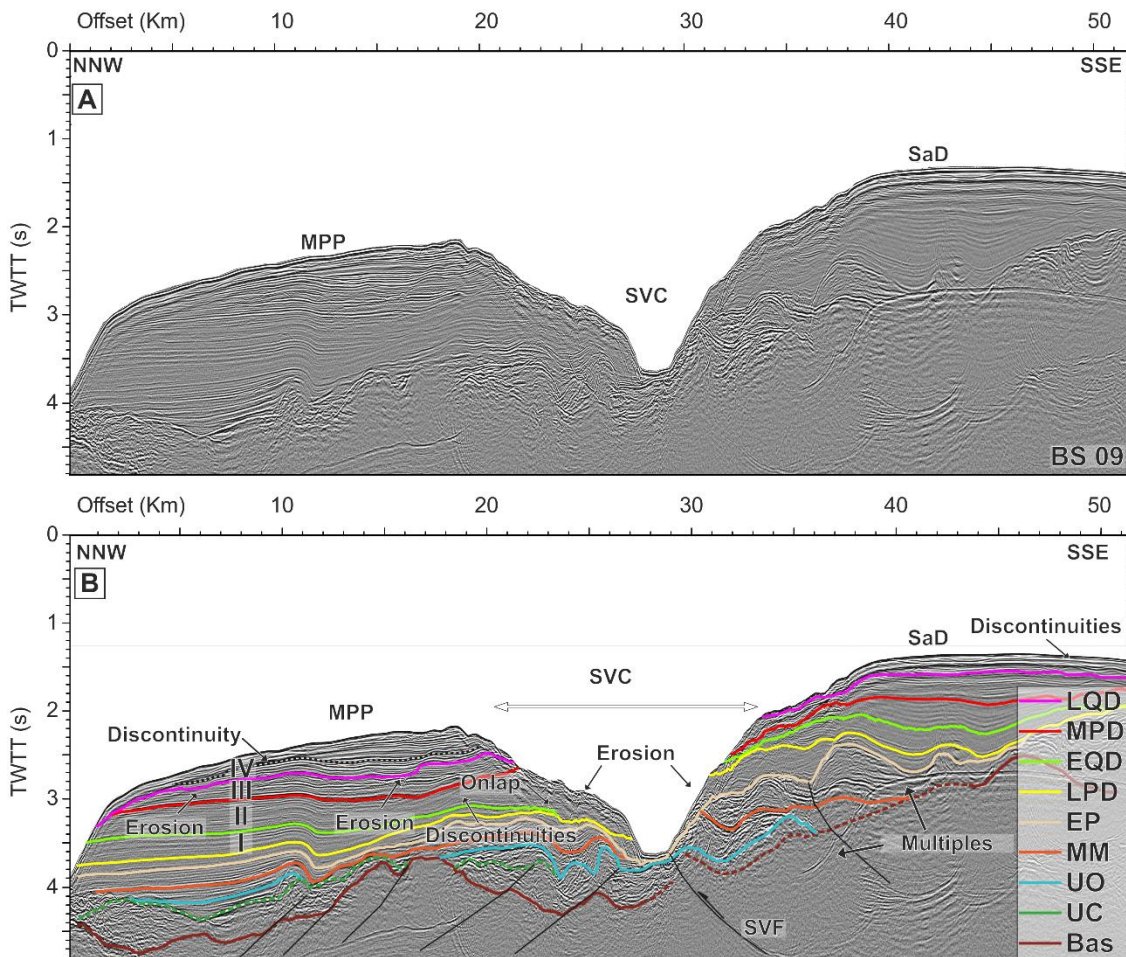 Offset (Km) 10 20 30 40 50
0
NNW SSE
A
1
SaD
2
MPP
TWTT (s)
SVC
3
4
BS 09
Offset (Km) 10 20 30 40 50
0
NNW SSE
B
1
SaD Discontinuities
SVC
2
MPP
TWTT (s)
Discontinuity
IV
III
II
I
Erosion
Erosion
Onlap
Discontinuities
Erosion
3
4
Multiples
SVF
LQD
MPD
EQD
LPD
EP
MM
UO
UC
Bas